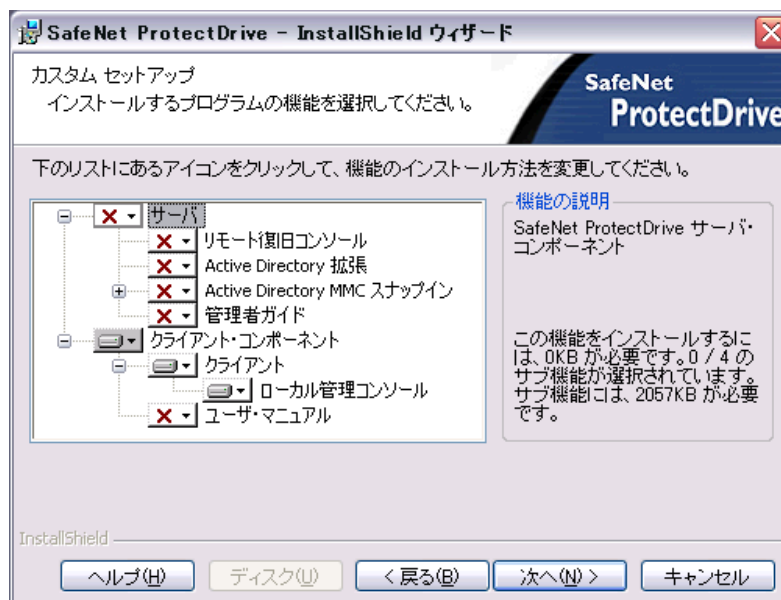 SafeNet ProtectDrive - InstallShield ウィザード
カスタム セットアップ
インストールするプログラムの機能を選択してください。
SafeNet
ProtectDrive
下のリストにあるアイコンをクリックして、機能のインストール方法を変更してください。
サーバ
リモート復旧コンソール
Active Directory 拡張
Active Directory MMC スナップイン
管理者ガイド
クライアント・コンポーネント
クライアント
ローカル管理コンソール
ユーザ・マニュアル
機能の説明
SafeNet ProtectDrive サーバ・
コンポーネント
この機能をインストールするに
は、0KB が必要です。0 / 4 の
サブ機能が選択されています。
サブ機能には、2057KB が必要
です。
InstallShield
ヘルプ(H)
ディスク(U)
< 戻る(B)
次へ(N) >
キャンセル